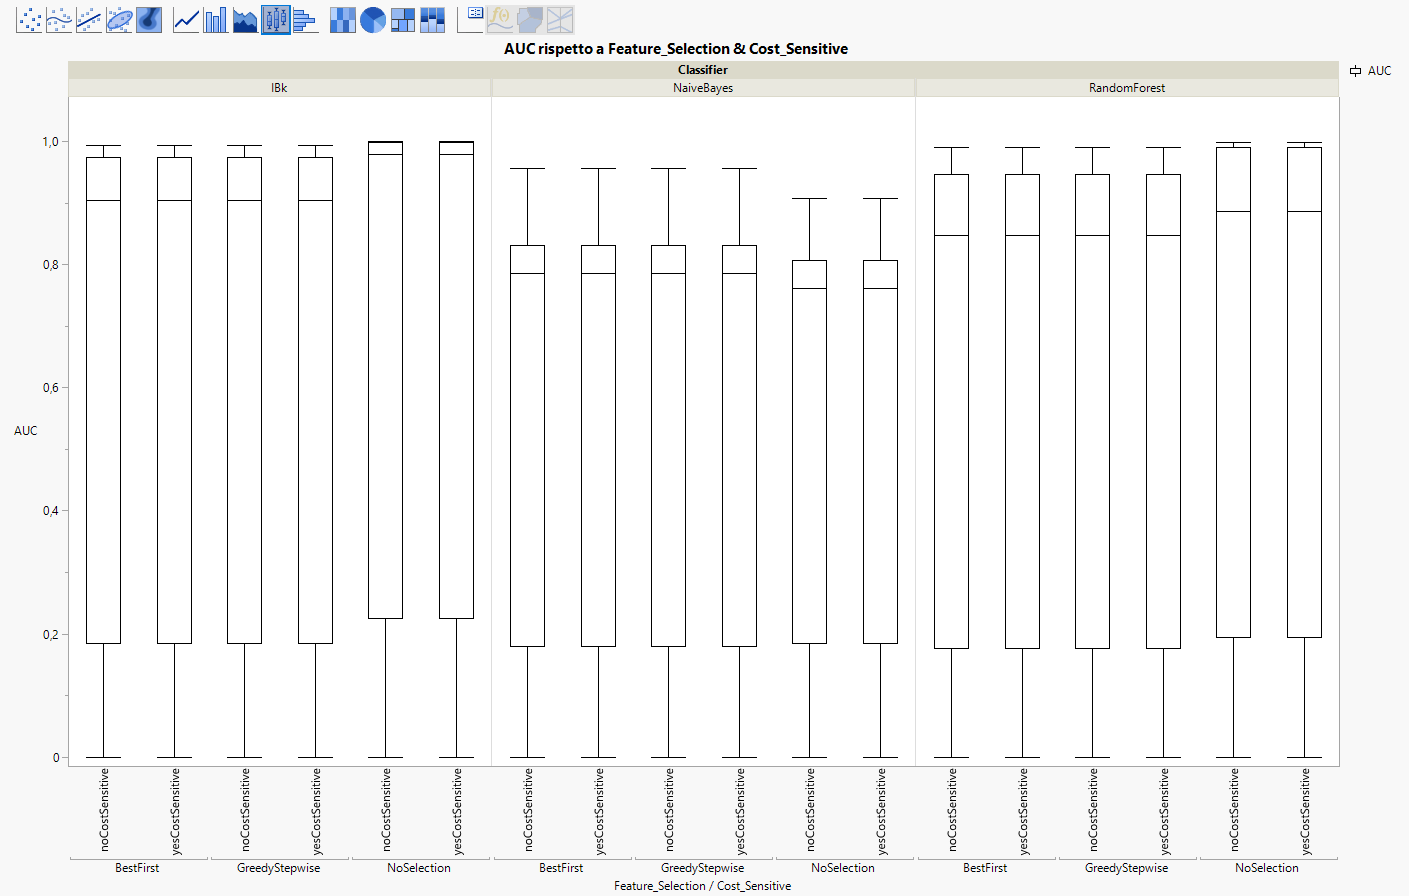 AUC rispetto a Feature_Selection & Cost_Sensitive
Classifier
AUC
IBk NaiveBayes RandomForest
1,0
0,8
0,6
0,4
0,2
0
AUC
noCostSensitive yesCostSensitive noCostSensitive yesCostSensitive noCostSensitive yesCostSensitive noCostSensitive yesCostSensitive noCostSensitive yesCostSensitive noCostSensitive yesCostSensitive noCostSensitive yesCostSensitive noCostSensitive yesCostSensitive noCostSensitive yesCostSensitive
BestFirst GreedyStepwise NoSelection BestFirst GreedyStepwise NoSelection BestFirst GreedyStepwise NoSelection
Feature_Selection / Cost_Sensitive